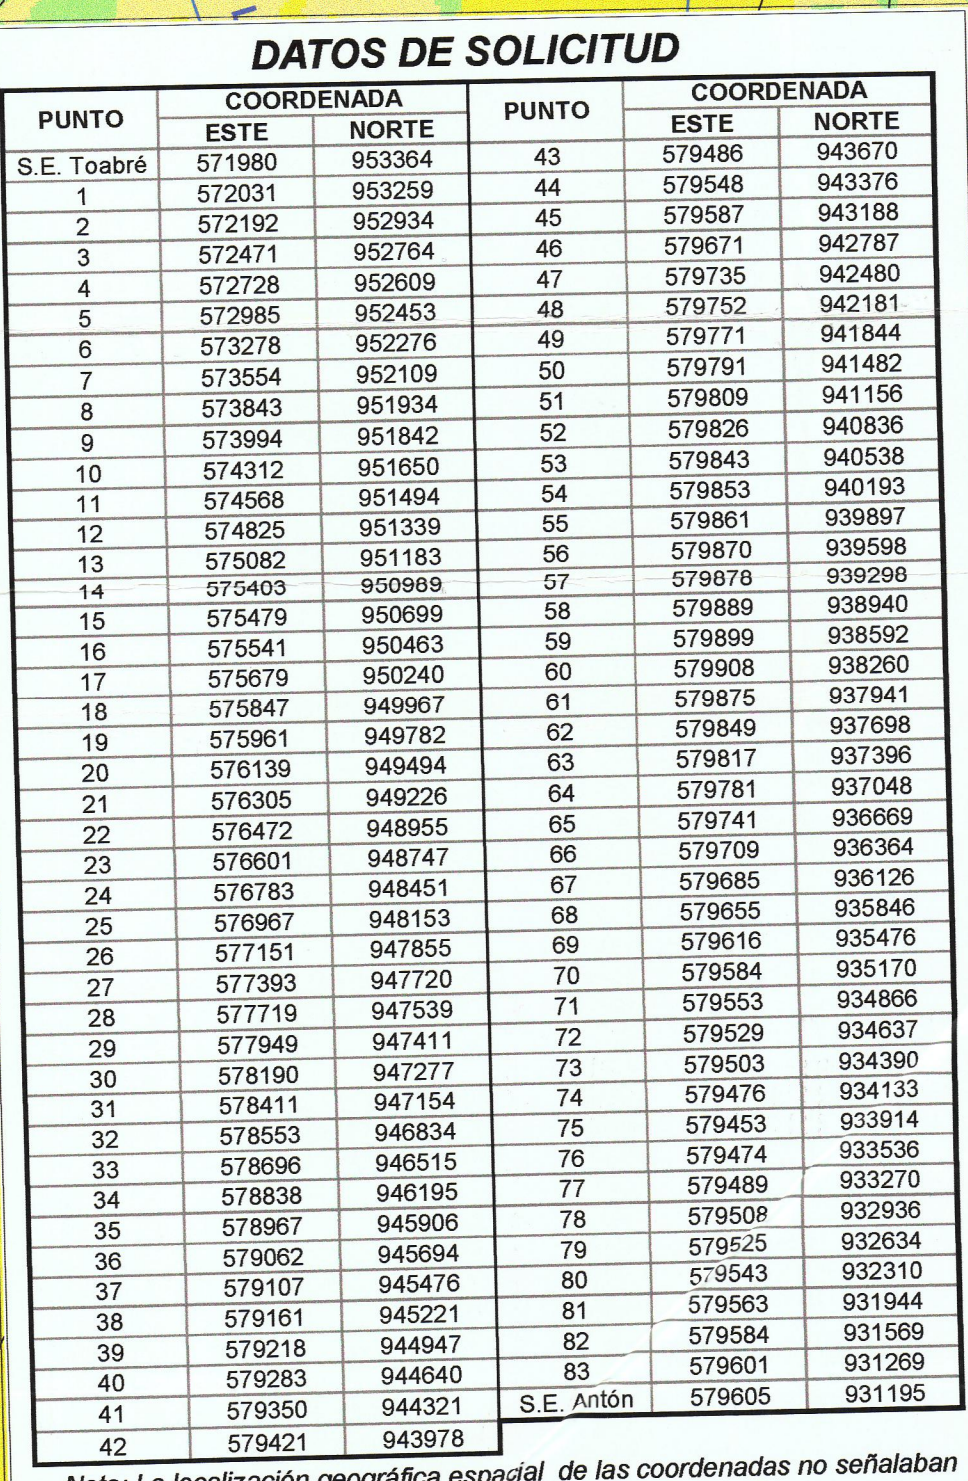 DATOS DE SOLICITUD
PUNTO COORDENADA PUNTO COORDENADA
ESTE NORTE ESTE NORTE
S.E. Toabré 571980 953364 43 579486 943670
1 572031 953259 44 579548 943376
2 572192 952934 45 579587 943188
3 572471 952764 46 579671 942787
4 572728 952609 47 579735 942480
5 572985 952453 48 579752 942181
6 573278 952276 49 579771 941844
7 573554 952109 50 579791 941482
8 573843 951934 51 579809 941156
9 573994 951842 52 579826 940836
10 574312 951650 53 579843 940538
11 574568 951494 54 579853 940193
12 574825 951339 55 579861 939897
13 575082 951183 56 579870 939598
14 575403 950989 57 579878 939298
15 575479 950699 58 579889 938940
16 575541 950463 59 579899 938592
17 575679 950240 60 579908 938260
18 575847 949967 61 579875 937941
19 575961 949782 62 579849 937698
20 576139 949494 63 579817 937396
21 576305 949226 64 579781 937048
22 576472 948955 65 579741 936669
23 576601 948747 66 579709 936364
24 576783 948451 67 579685 936126
25 576967 948153 68 579655 935846
26 577151 947855 69 579616 935476
27 577393 947720 70 579584 935170
28 577719 947539 71 579553 934866
29 577949 947411 72 579529 934637
30 578190 947277 73 579503 934390
31 578411 947154 74 579476 934133
32 578553 946834 75 579453 933914
33 578696 946515 76 579474 933536
34 578838 946195 77 579489 933270
35 578967 945906 78 579508 932936
36 579062 945694 79 579525 932634
37 579107 945476 80 579543 932310
38 579161 945221 81 579563 931944
39 579218 944947 82 579584 931569
40 579283 944640 83 579601 931269
41 579350 944321 S.E. Antón 579605 931195
42 579421 943978
Nota: La localización geográfica espacial de las coordenadas no señalaban